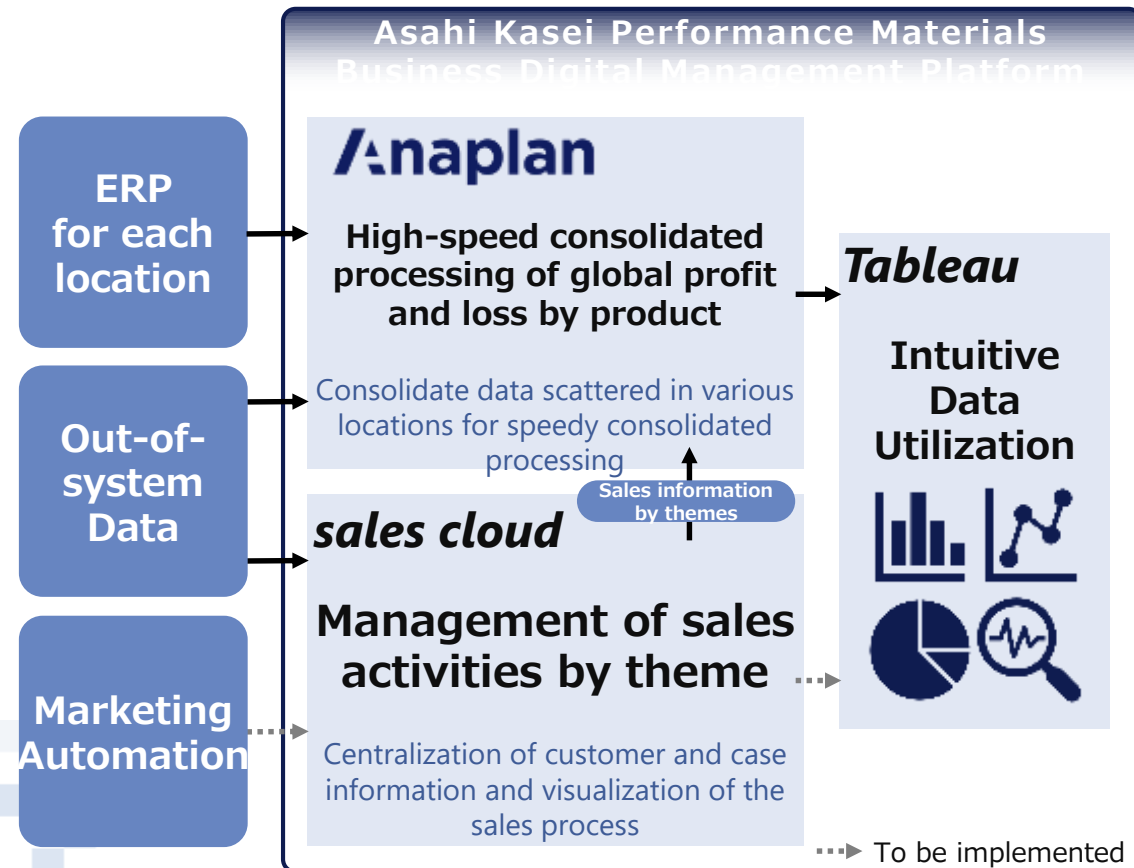 Asahi Kasei Performance Materials
Business Digital Management Platform
ERP
for each
location
Out-of-
system
Data
Marketing
Automation
Anaplan
High-speed consolidated
processing of global profit
and loss by product
Consolidate data scattered in various
locations for speedy consolidated
processing
Sales information
by themes
sales cloud
Management of sales
activities by theme
Centralization of customer and case
information and visualization of the
sales process
Tableau
Intuitive
Data
Utilization
To be implemented